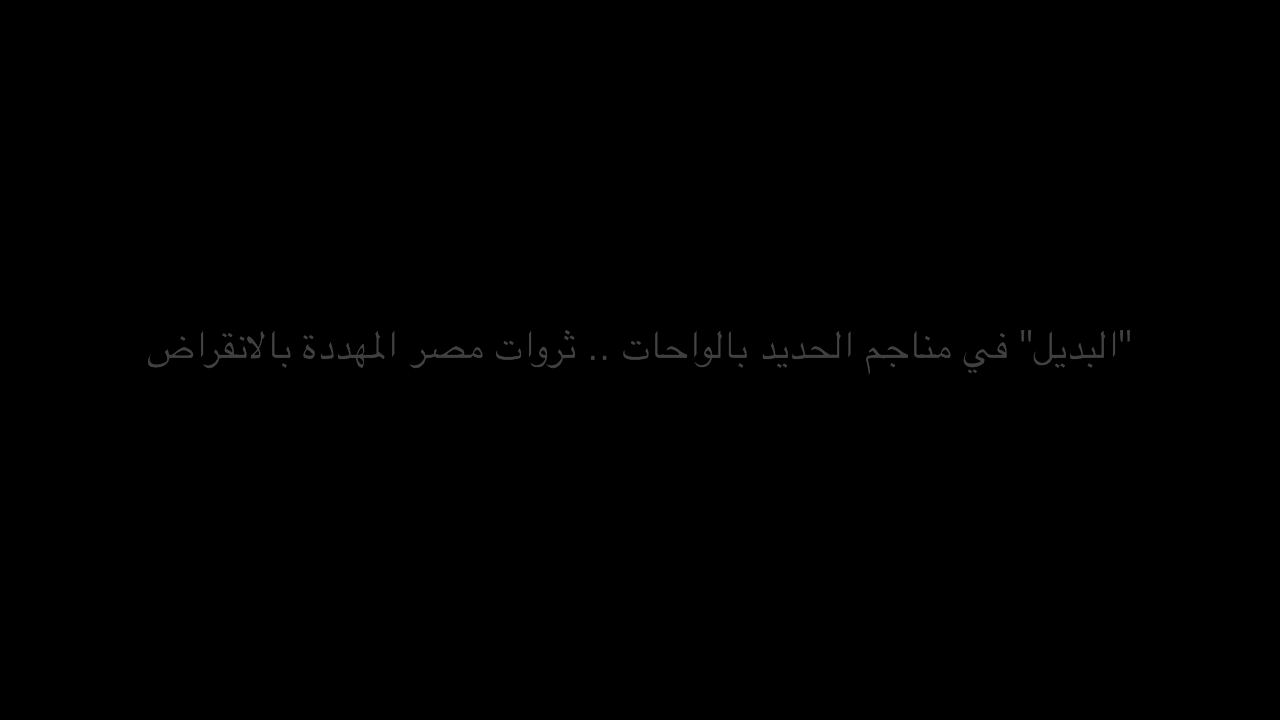 "البديل" في مناجم الحديد بالواحات .. ثروات مصر المهددة بالانقراض